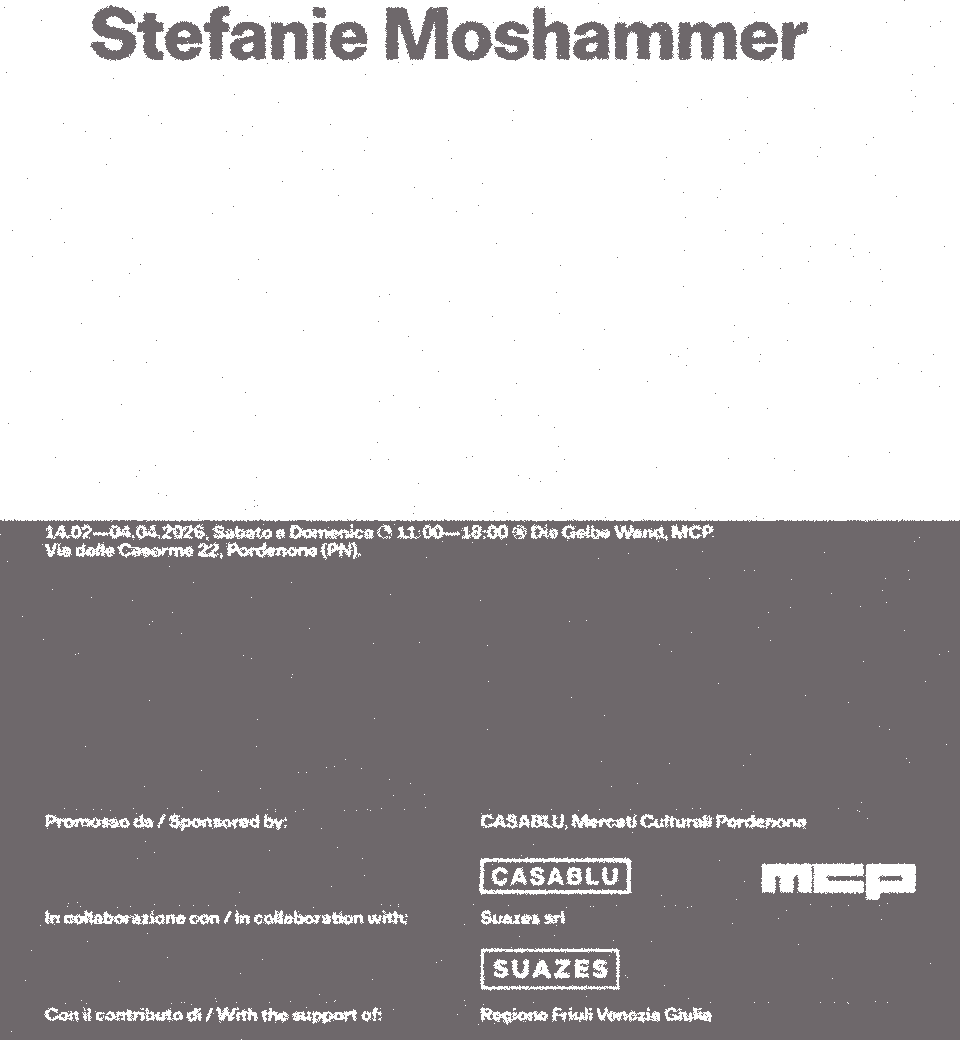 Stefanie Moshammer
14.02—04.04.2026, Sabato e Domenica 11:00—18:00 Die Gelbe Wand, MCP
Via delle Caserme 22, Pordenone (PN).
Promosso da / Sponsored by:
CASABLU, Mercati Culturali Pordenone
CASABLU
mcp
In collaborazione con / In collaboration with:
Suazes srl
SUAZES
Con il contributo di / With the support of:
Regione Friuli Venezia Giulia